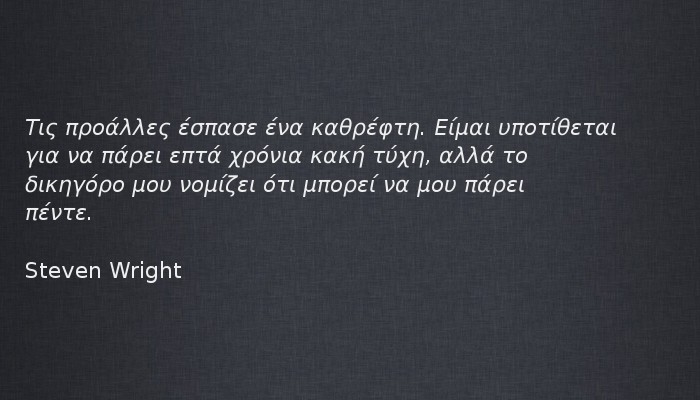 Τις προάλλες έσπασε ένα καθρέφτη. Είμαι υποτίθεται
για να πάρει επτά χρόνια κακή τύχη, αλλά το
δικηγόρο μου νομίζει ότι μπορεί να μου πάρει
πέντε.
Steven Wright